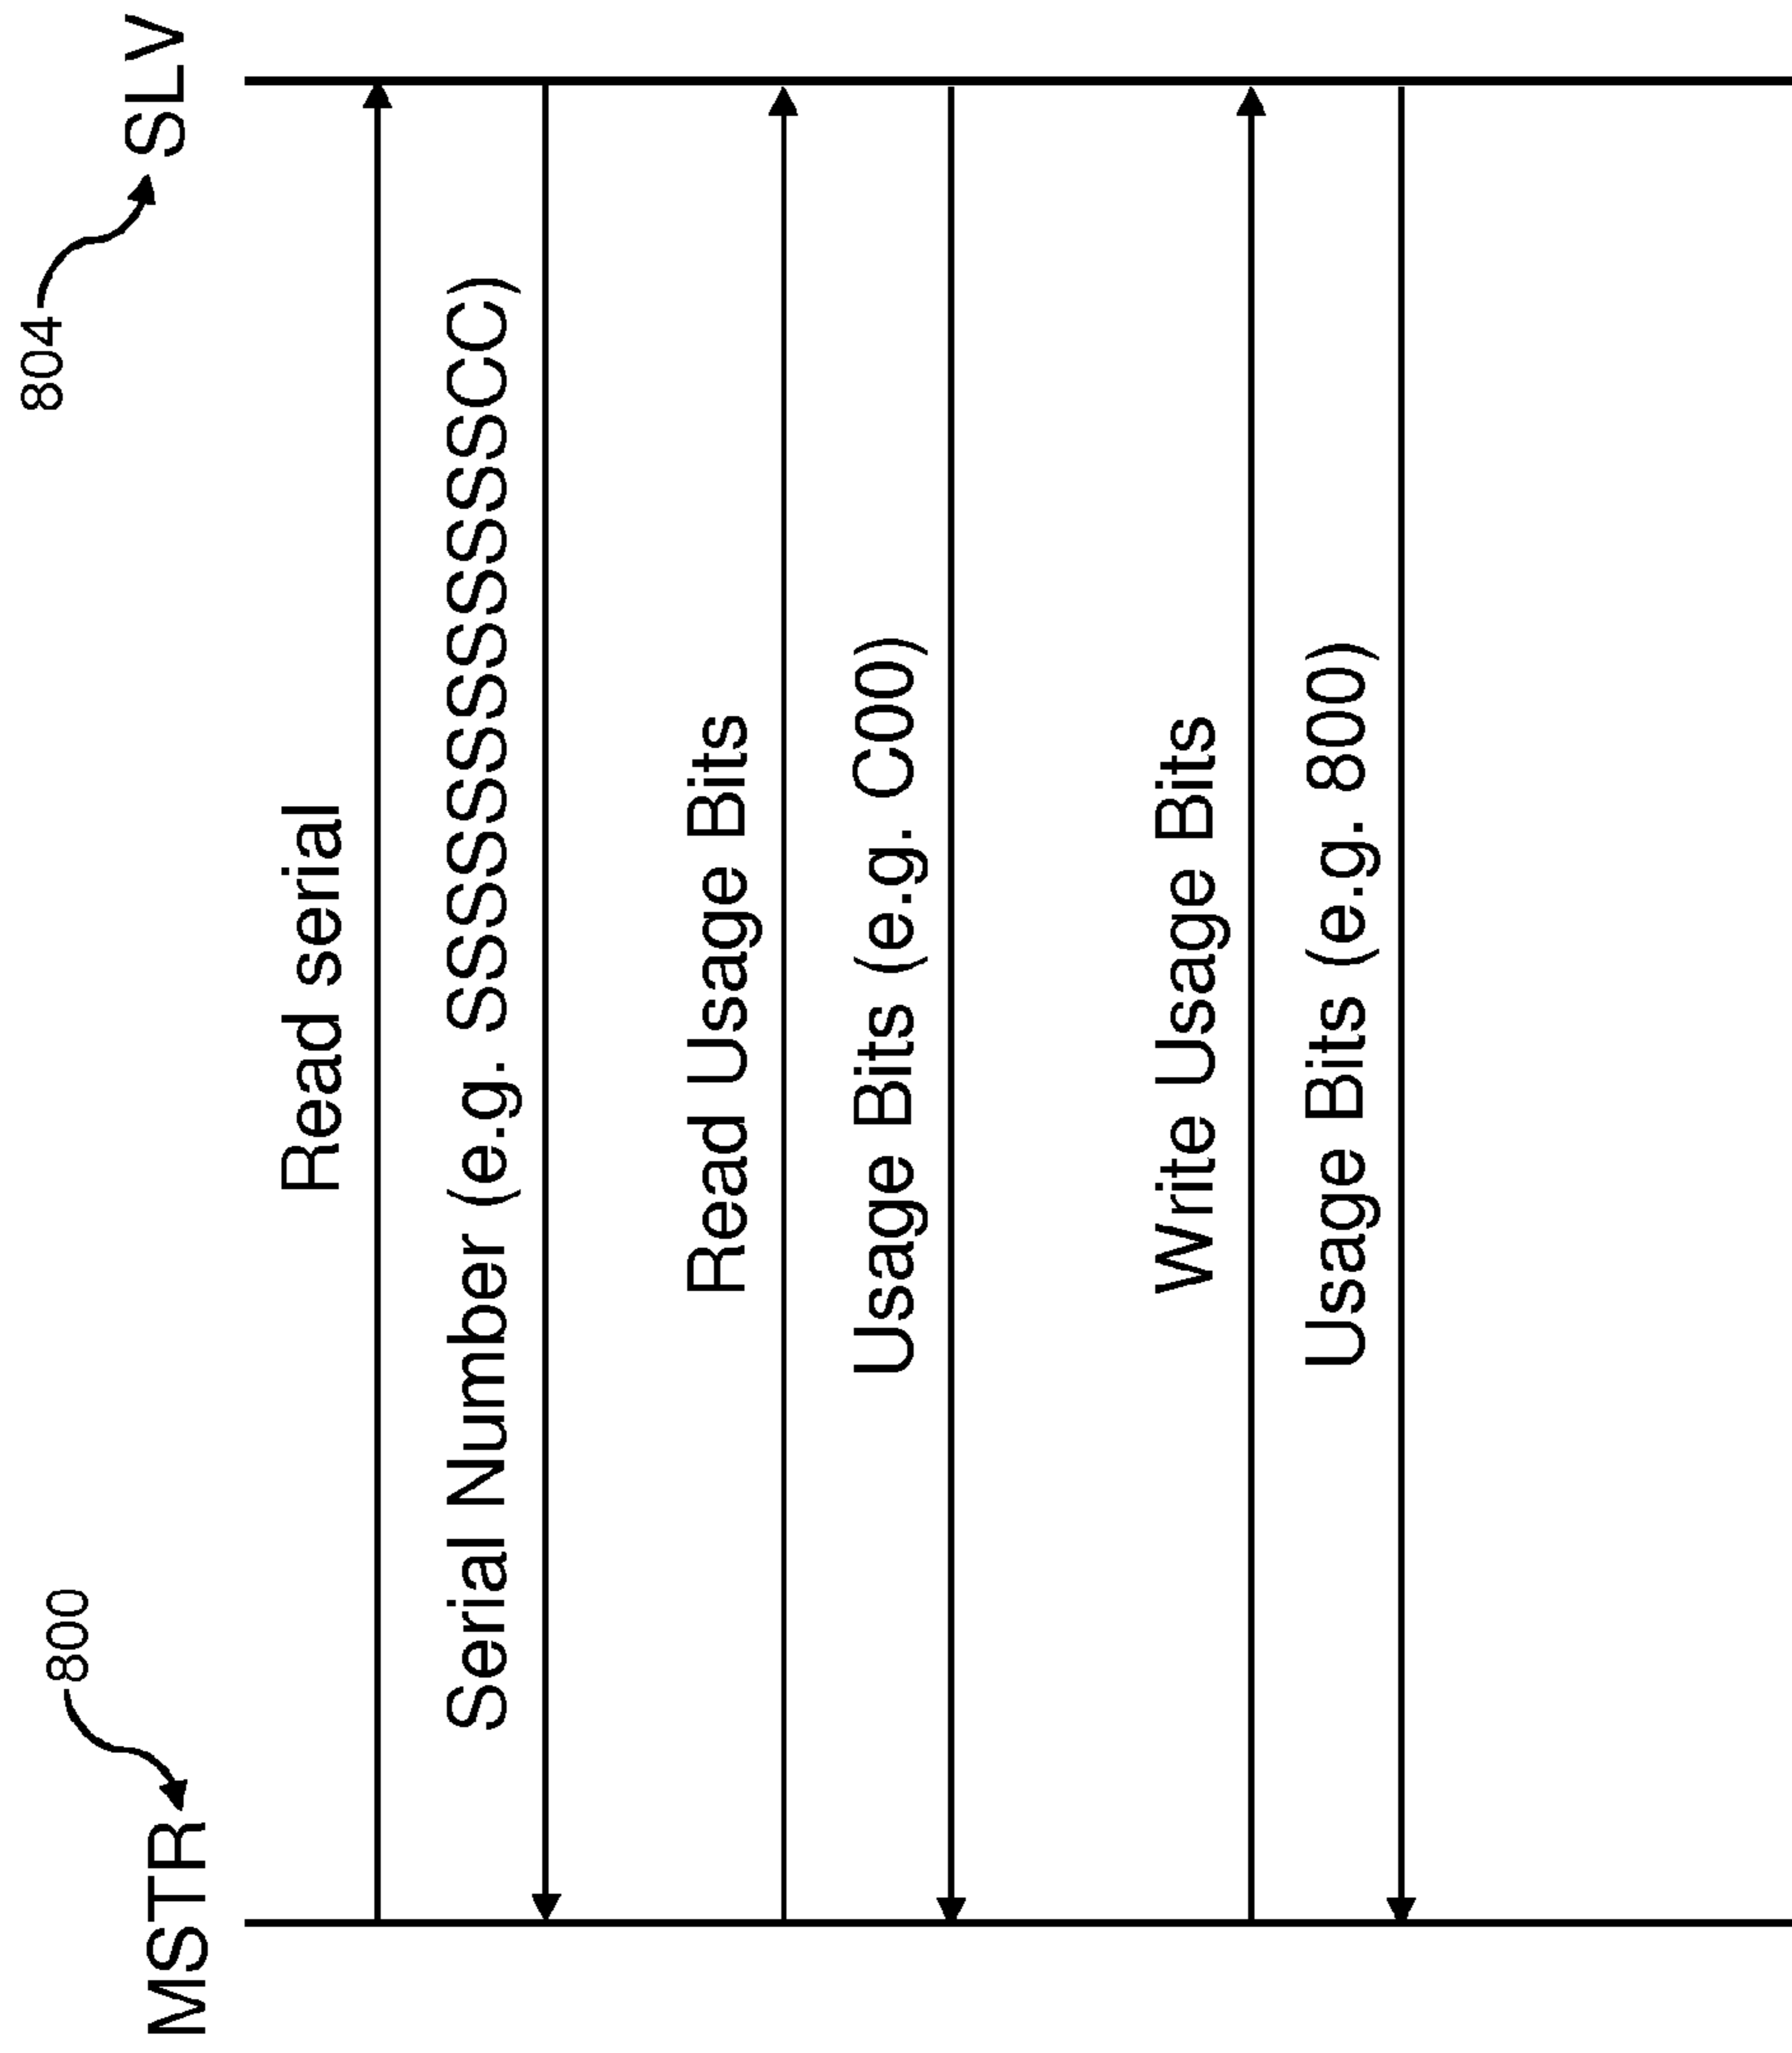 800
804
MSTR
SLV
Read serial
Serial Number (e.g. SSSSSSSSSSSSCC)
Read Usage Bits
Usage Bits (e.g. C00)
Write Usage Bits
Usage Bits (e.g. 800)